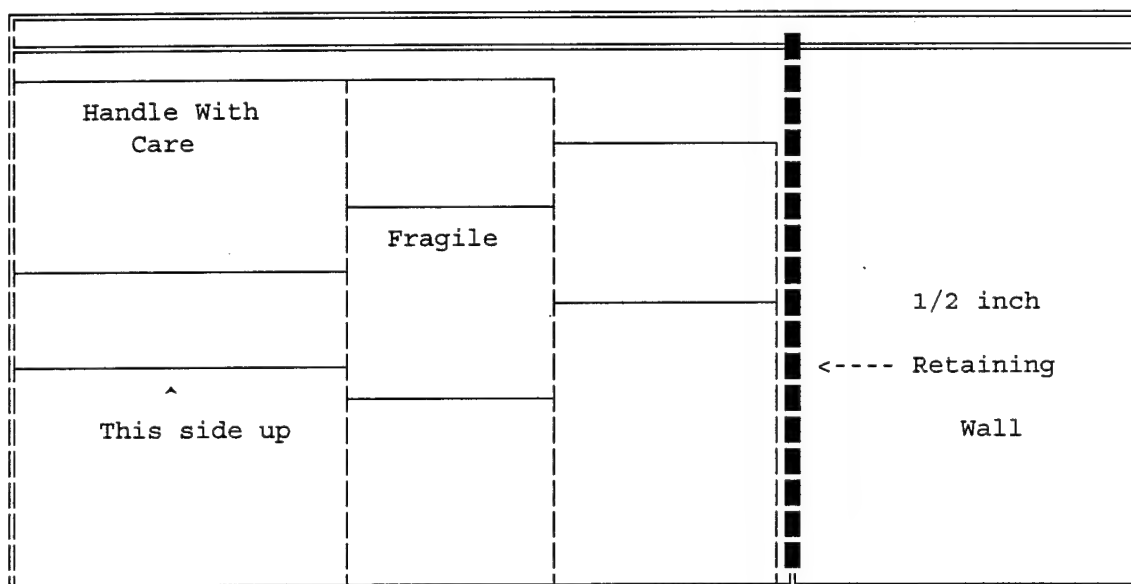 Handle With
Care
Fragile
^
This side up
1/2 inch
<---- Retaining
Wall